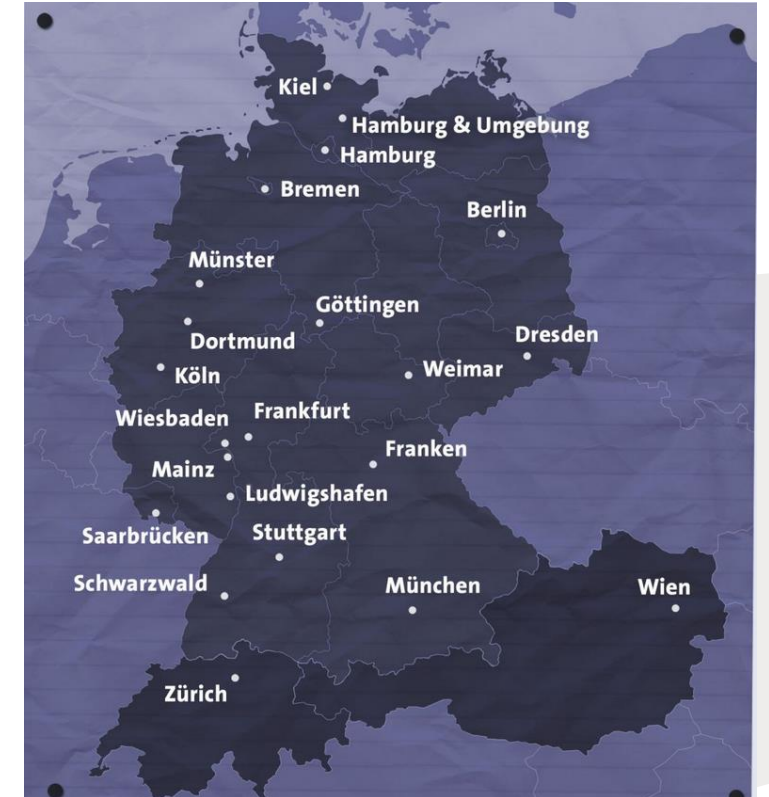 Kiel
Hamburg & Umgebung
Hamburg
Bremen
Berlin
Münster
Göttingen
Dortmund
Dresden
Köln
Weimar
Wiesbaden
Frankfurt
Franken
Mainz
Ludwigshafen
Saarbrücken
Stuttgart
Schwarzwald
München
Wien
Zürich